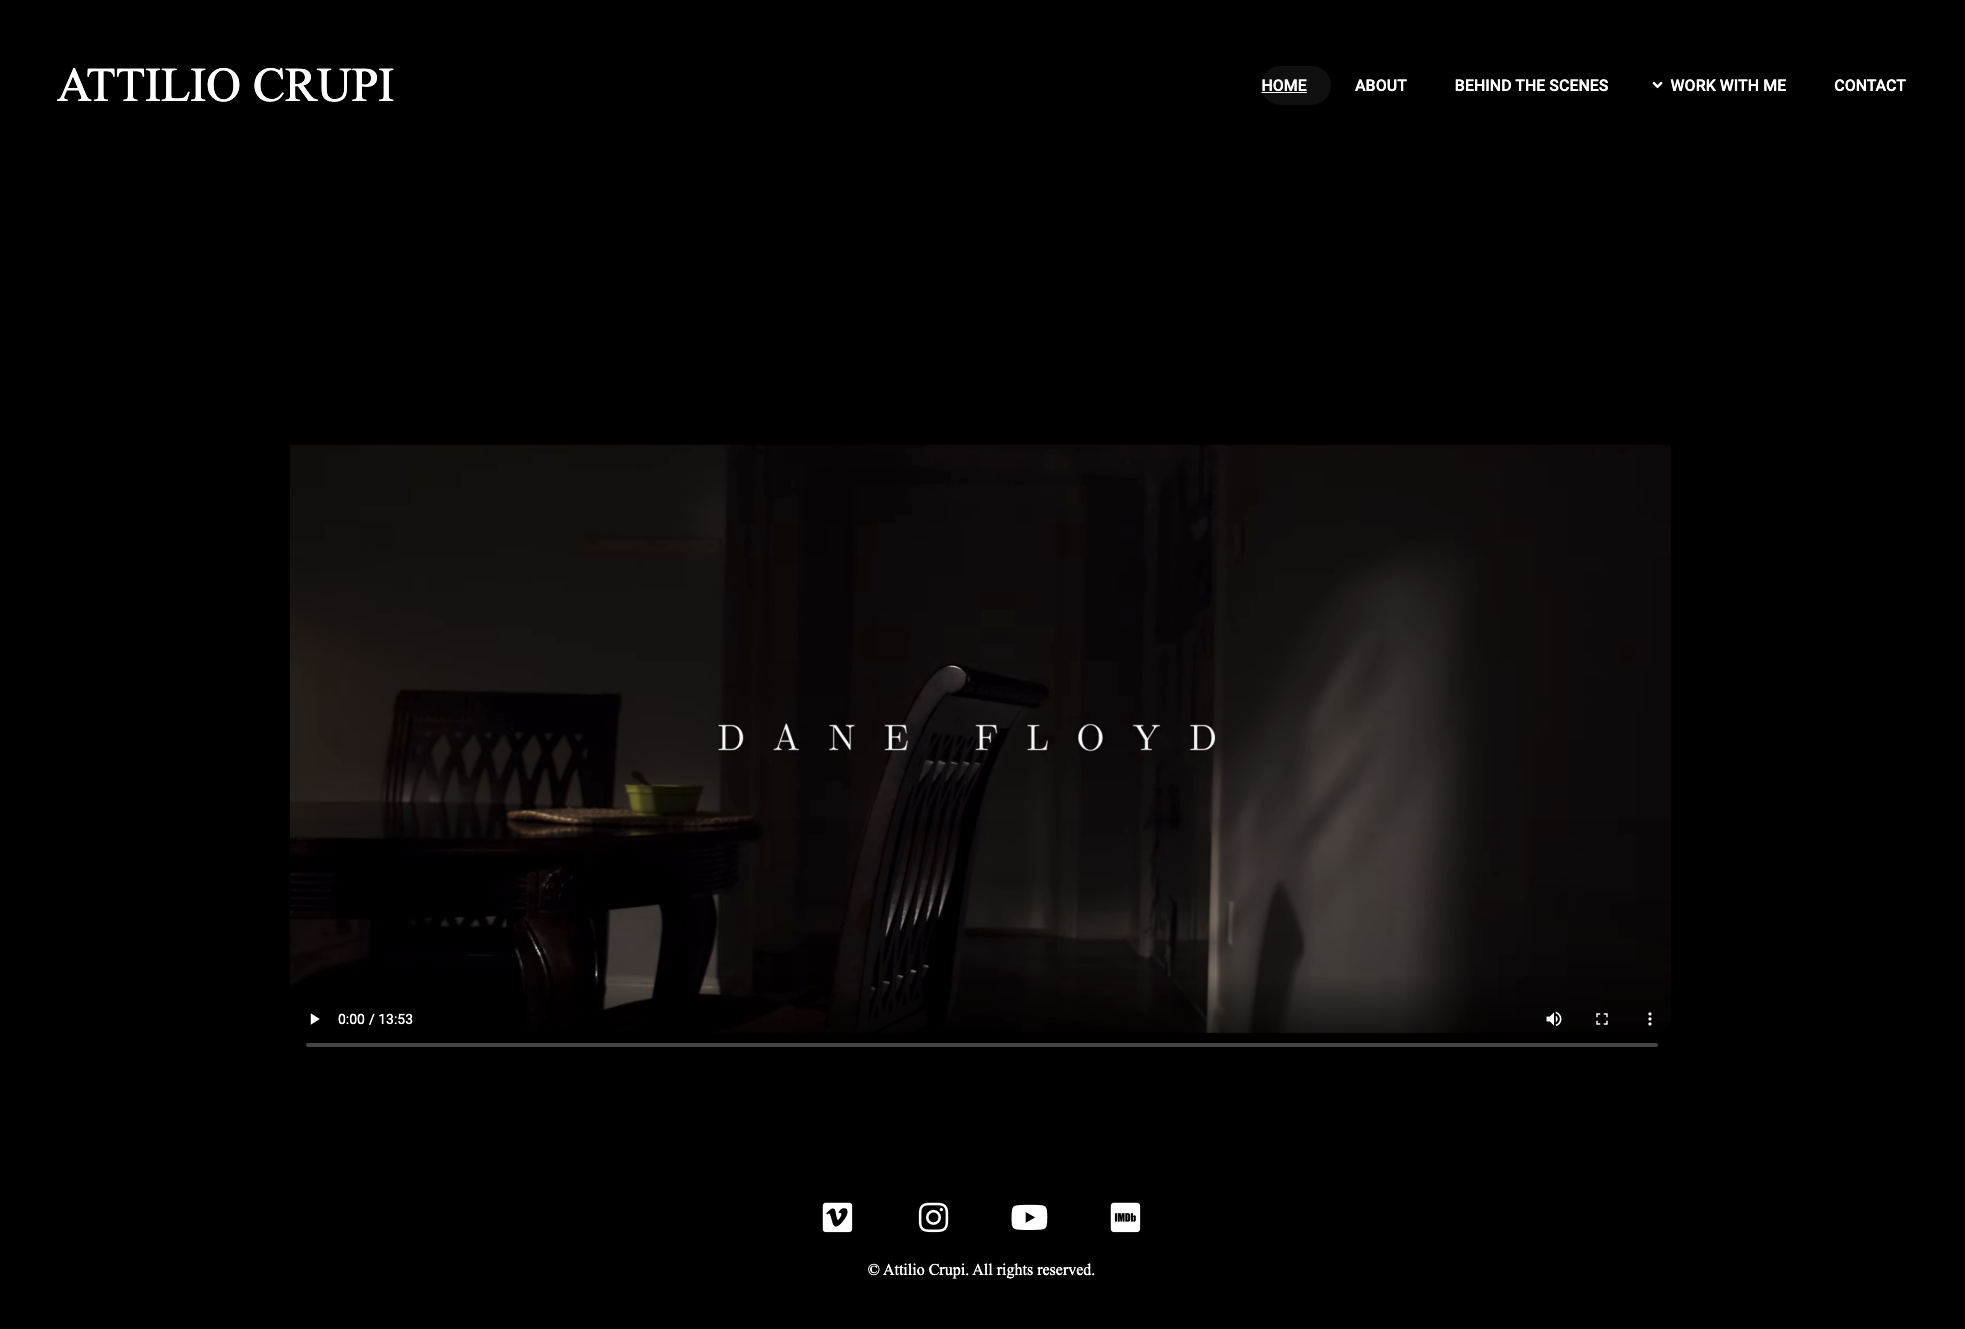 ATTILIO CRUPI
HOME ABOUT BEHIND THE SCENES WORK WITH ME CONTACT
DANE FLOYD
0:00 / 13:53
IMDb
© Attilio Crupi. All rights reserved.